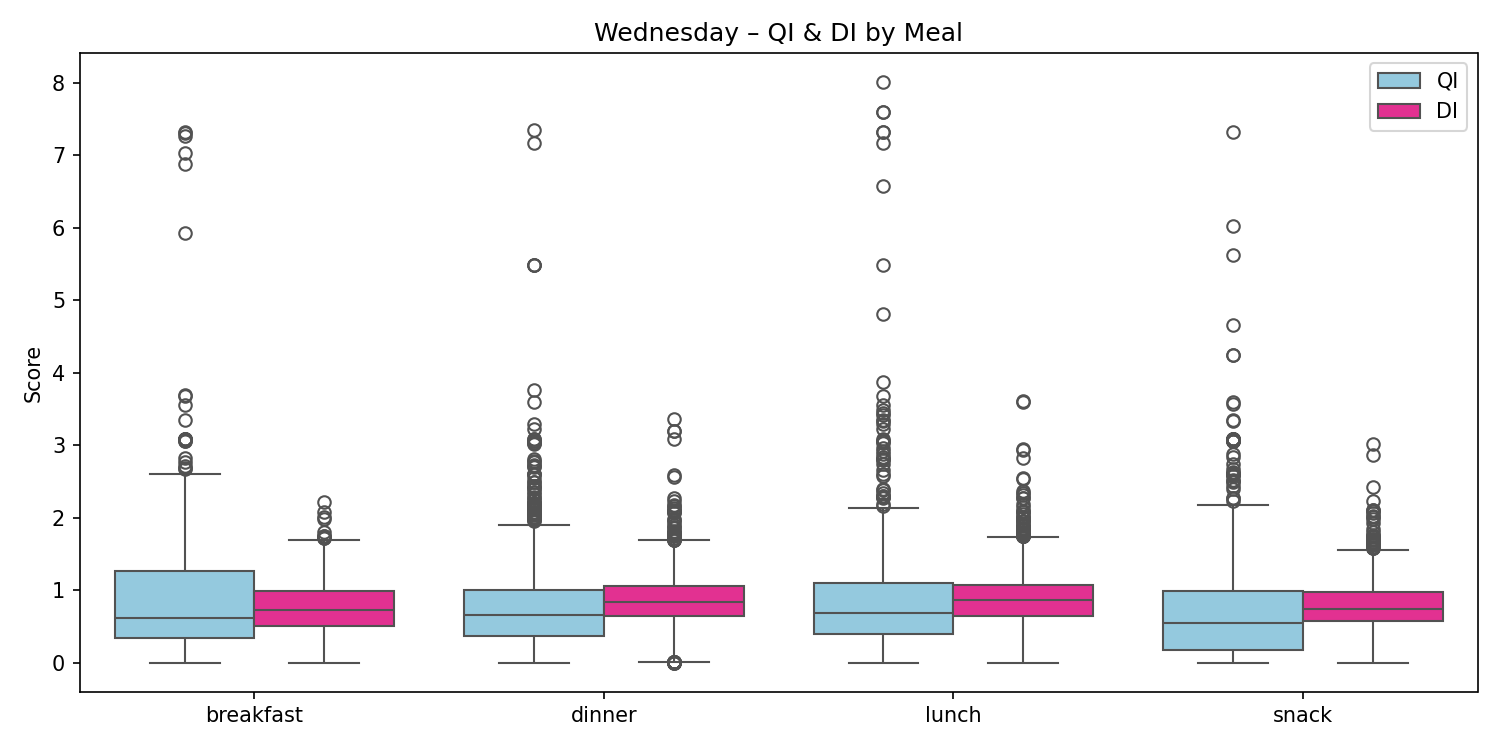 Wednesday – QI & DI by Meal
QI
DI
Score
8
7
6
5
4
3
2
1
0
breakfast
dinner
lunch
snack